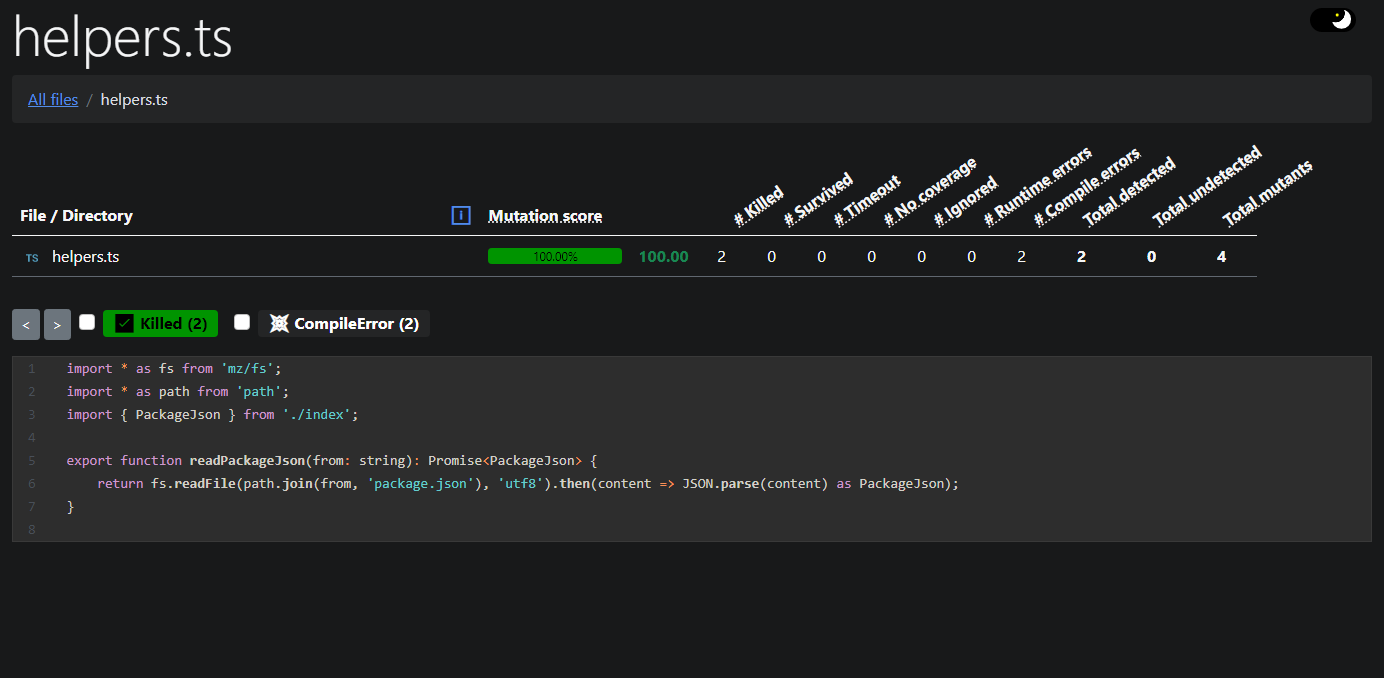 helpers.ts
All files / helpers.ts
File / Directory i Mutation score # Killed # Survived # Timeout # No coverage # Ignored # Runtime errors # Compile errors Total detected Total undetected Total mutants
TS helpers.ts 100.00% 100.00 2 0 0 0 0 0 2 2 0 4
< > Killed (2) CompileError (2)
1 import * as fs from 'mz/fs';
2 import * as path from 'path';
3 import { PackageJson } from './index';
4
5 export function readPackageJson(from: string): Promise<PackageJson> {
6     return fs.readFile(path.join(from, 'package.json'), 'utf8').then(content => JSON.parse(content) as PackageJson);
7 }
8